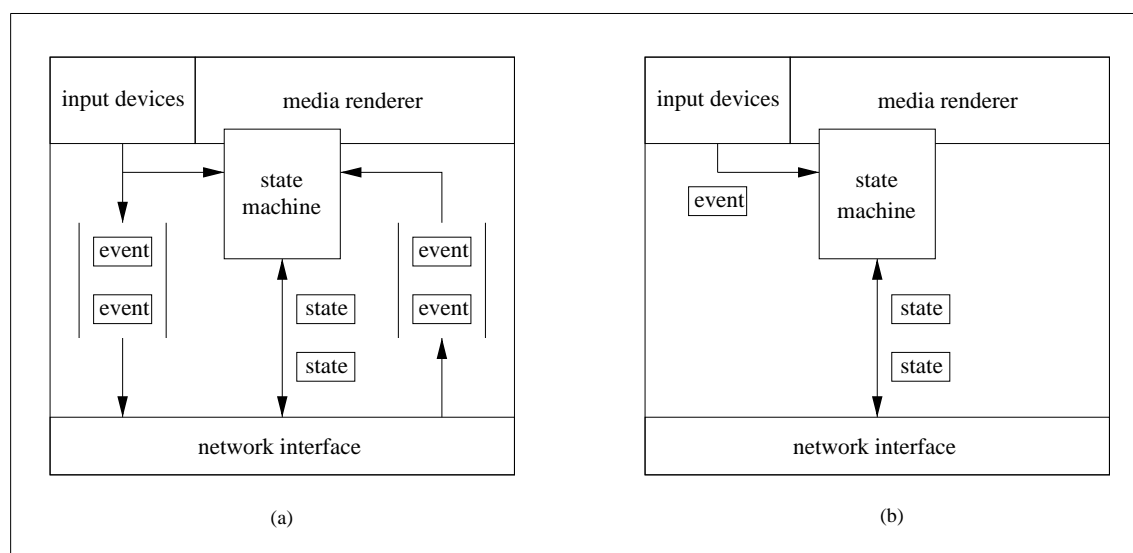 input devices
media renderer
state
machine
event
event
event
event
state
state
network interface
(a)
input devices
media renderer
event
state
machine
state
state
network interface
(b)